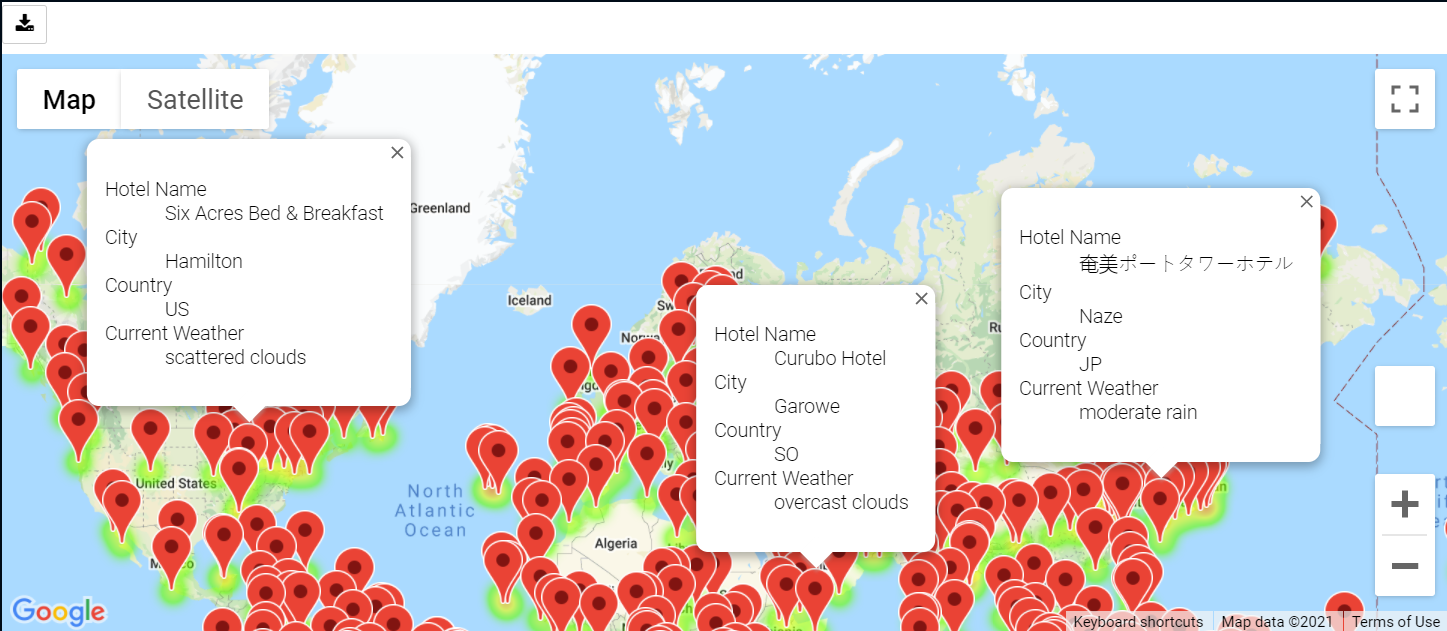 Map
Satellite
Hotel Name
Six Acres Bed & Breakfast
City
Hamilton
Country
US
Current Weather
scattered clouds
Greenland
Iceland
Hotel Name
Curubo Hotel
City
Garowe
Country
SO
Current Weather
overcast clouds
Hotel Name
奄美ポートタワーホテル
City
Naze
Country
JP
Current Weather
moderate rain
United States
North
Atlantic
Ocean
Algeria
Google
Keyboard shortcuts
Map data ©2021
Terms of Use